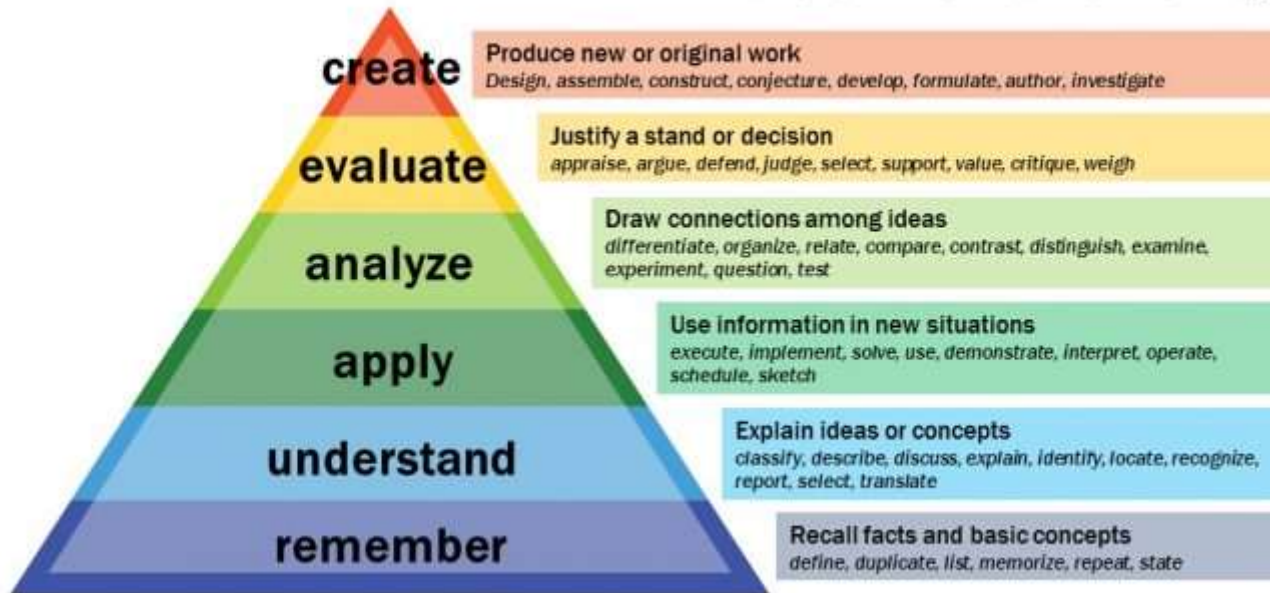 create
Produce new or original work
Design, assemble, construct, conjecture, develop, formulate, author, investigate
evaluate
Justify a stand or decision
appraise, argue, defend, judge, select, support, value, critique, weigh
analyze
Draw connections among ideas
differentiate, organize, relate, compare, contrast, distinguish, examine,
experiment, question, test
apply
Use information in new situations
execute, implement, solve, use, demonstrate, interpret, operate,
schedule, sketch
understand
Explain ideas or concepts
classify, describe, discuss, explain, identify, locate, recognize,
report, select, translate
remember
Recall facts and basic concepts
define, duplicate, list, memorize, repeat, state